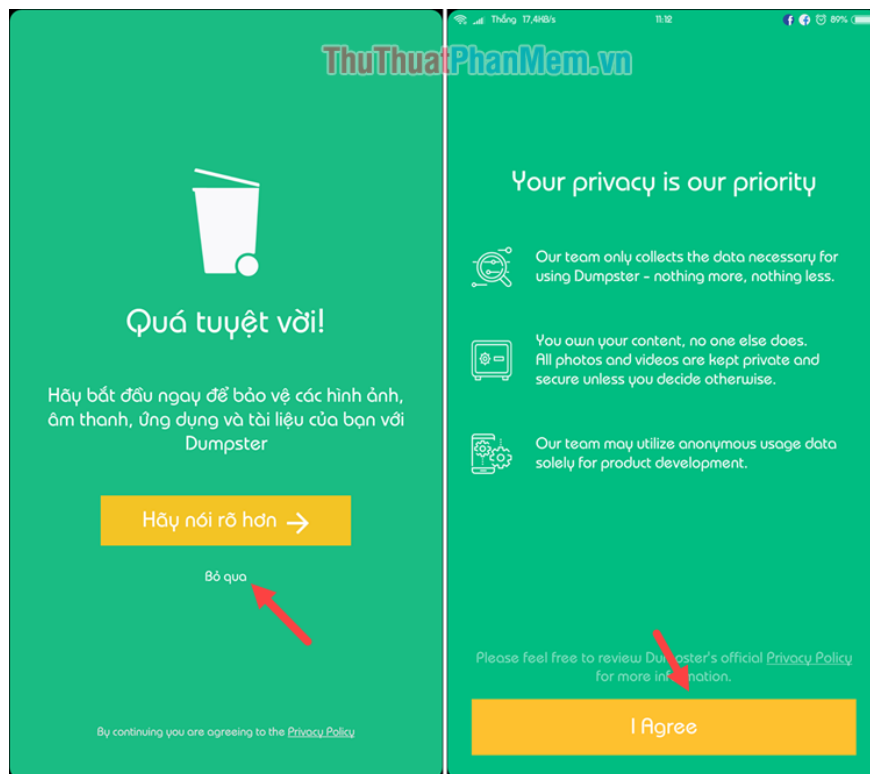 ThuThuatPhanMem.vn
Quá tuyệt vời!
Hãy bắt đầu ngay để bảo vệ các hình ảnh,
âm thanh, ứng dụng và tài liệu của bạn với
Dumpster
Hãy nói rõ hơn →
Bỏ qua
By continuing you are agreeing to the Privacy Policy
Tháng 17,4KB/s 11:12 89%
Your privacy is our priority
Our team only collects the data necessary for
using Dumpster – nothing more, nothing less.
You own your content, no one else does.
All photos and videos are kept private and
secure unless you decide otherwise.
Our team may utilize anonymous usage data
solely for product development.
Please feel free to review Dumpster's official Privacy Policy
for more information.
I Agree